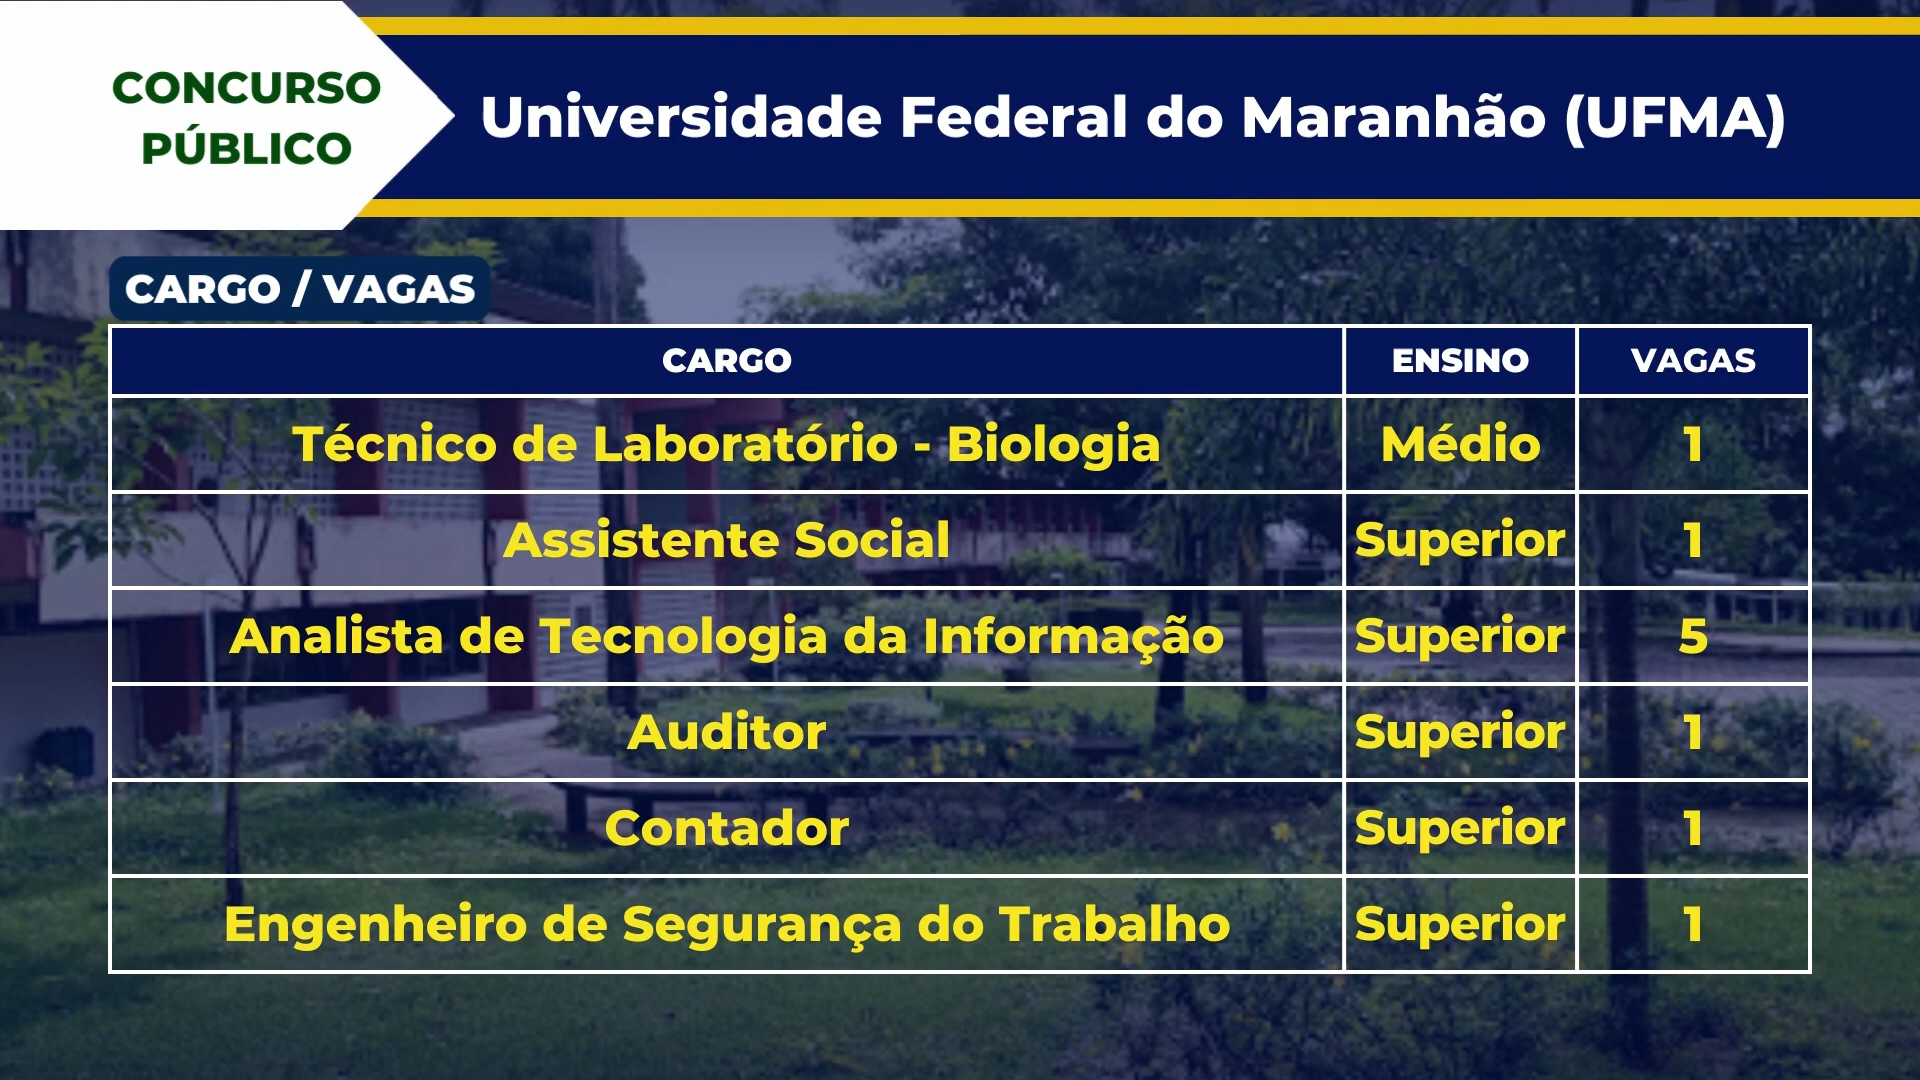 CONCURSO
PÚBLICO
Universidade Federal do Maranhão (UFMA)
CARGO / VAGAS
CARGO ENSINO VAGAS
Técnico de Laboratório - Biologia Médio 1
Assistente Social Superior 1
Analista de Tecnologia da Informação Superior 5
Auditor Superior 1
Contador Superior 1
Engenheiro de Segurança do Trabalho Superior 1